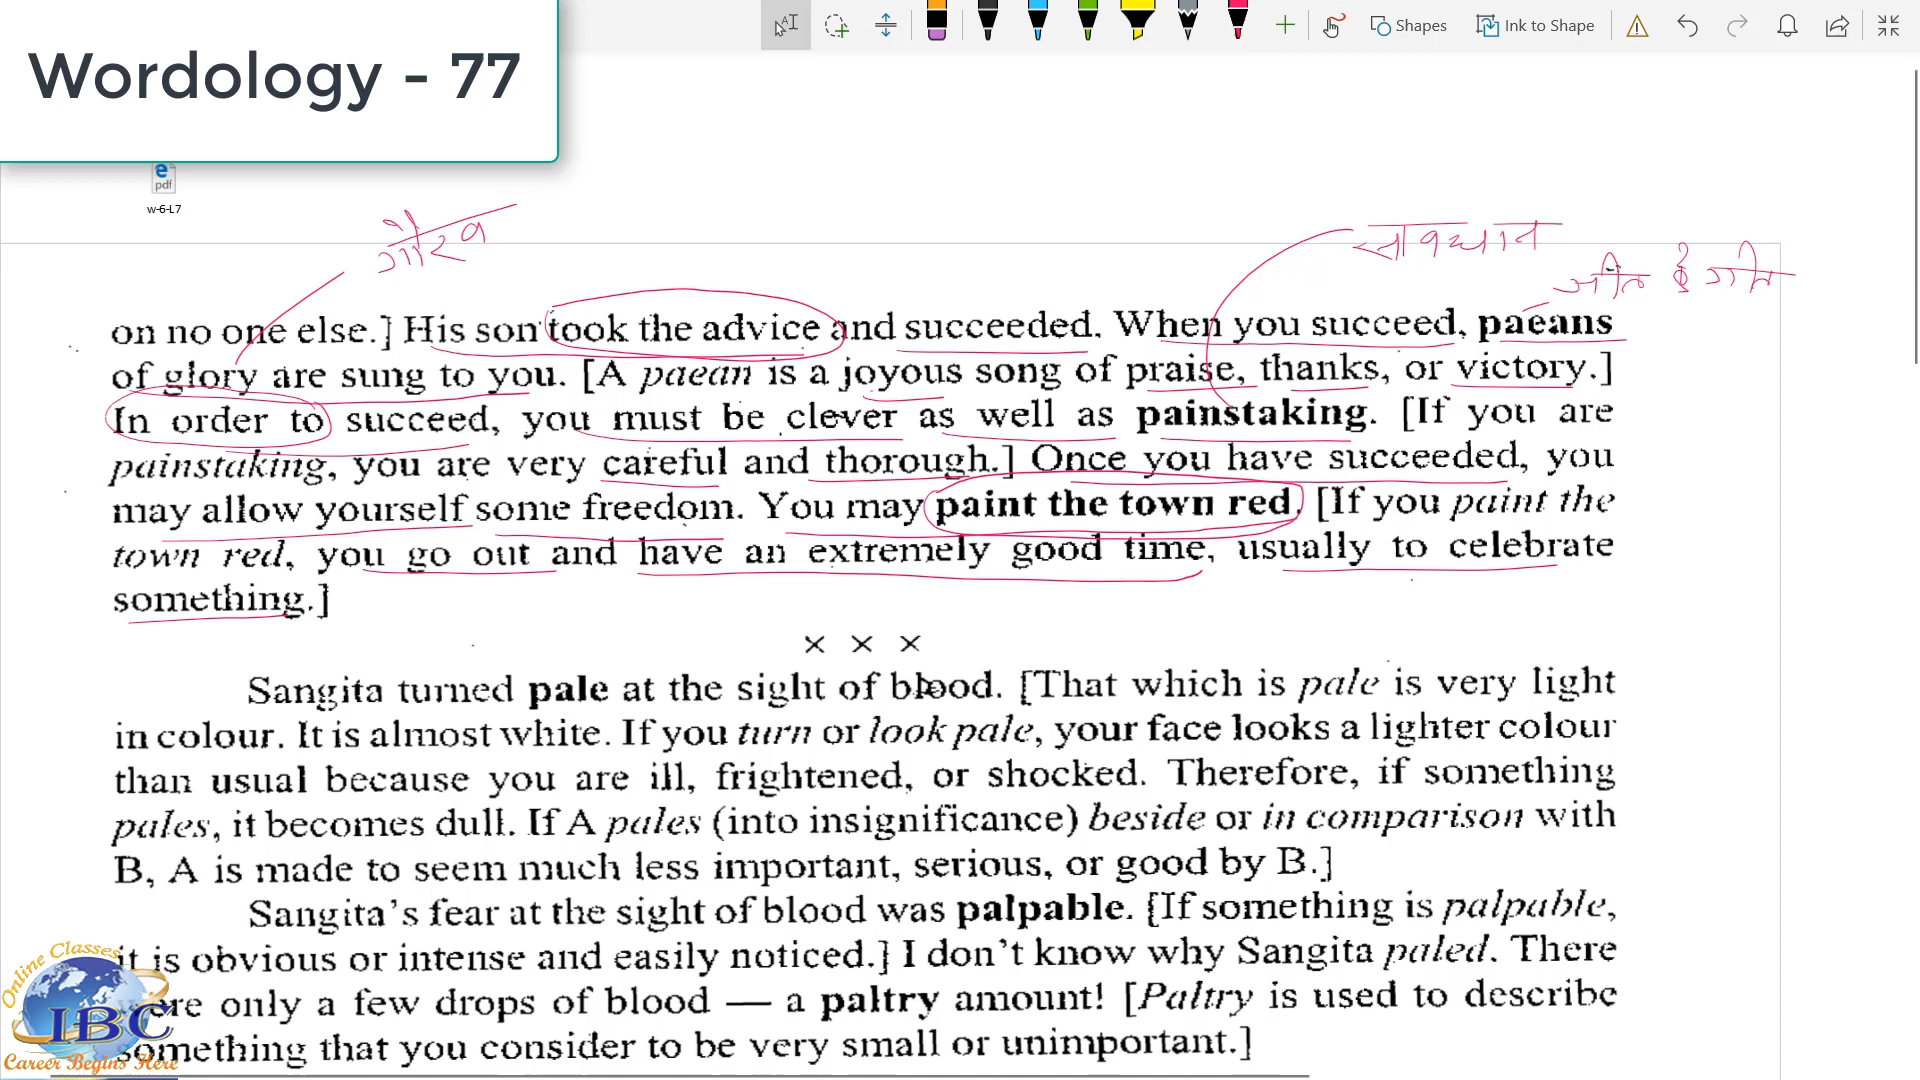 Shapes
Ink to Shape
Wordology - 77
pdf
w-6-L7
गौरव
सावधान
जीत के गीत
on no one else.] His son took the advice and succeeded. When you succeed, paeans
of glory are sung to you. [A paean is a joyous song of praise, thanks, or victory.]
In order to succeed, you must be clever as well as painstaking. [If you are
painstaking, you are very careful and thorough.] Once you have succeeded, you
may allow yourself some freedom. You may paint the town red. [If you paint the
town red, you go out and have an extremely good time, usually to celebrate
something.]
× × ×
Sangita turned pale at the sight of blood. [That which is pale is very light
in colour. It is almost white. If you turn or look pale, your face looks a lighter colour
than usual because you are ill, frightened, or shocked. Therefore, if something
pales, it becomes dull. If A pales (into insignificance) beside or in comparison with
B, A is made to seem much less important, serious, or good by B.]
Sangita's fear at the sight of blood was palpable. [If something is palpable,
it is obvious or intense and easily noticed.] I don't know why Sangita paled. There
were only a few drops of blood — a paltry amount! [Paltry is used to describe
something that you consider to be very small or unimportant.]
Online Classes
IBC
Career Begins Here